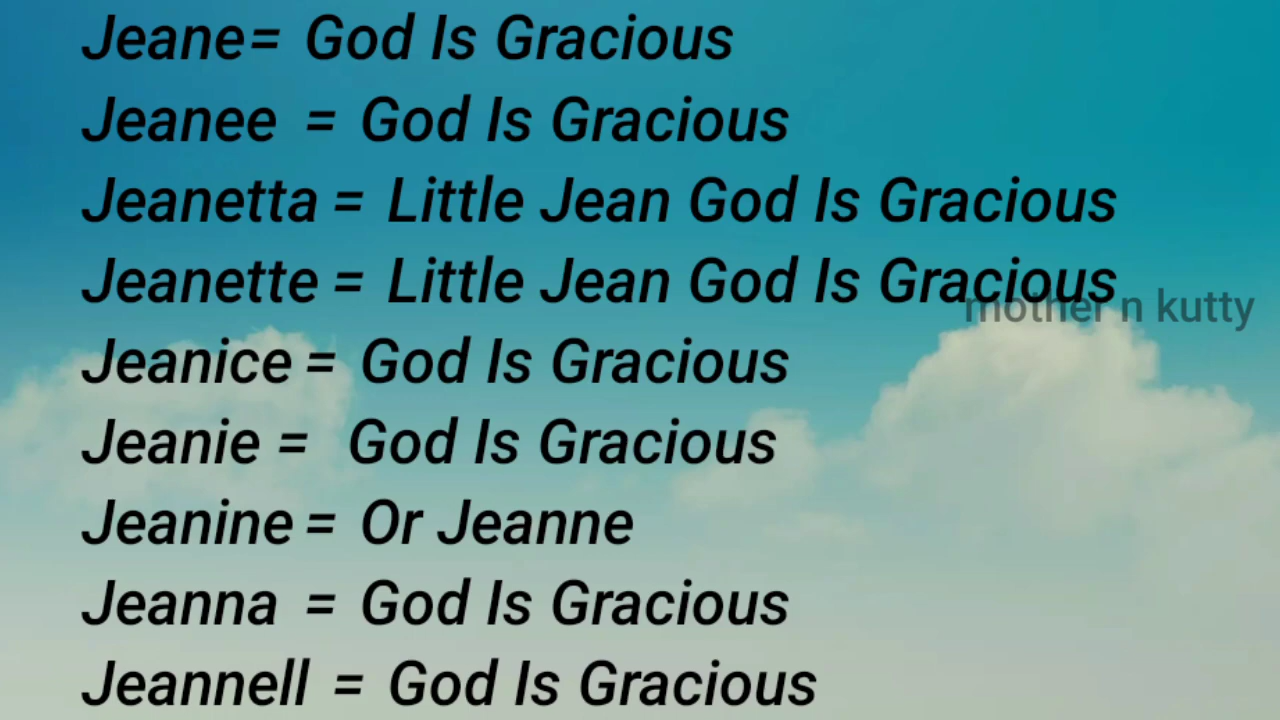 Jeane= God Is Gracious
Jeanee = God Is Gracious
Jeanetta = Little Jean God Is Gracious
Jeanette = Little Jean God Is Gracious
mother n kutty
Jeanice = God Is Gracious
Jeanie = God Is Gracious
Jeanine = Or Jeanne
Jeanna = God Is Gracious
Jeannell = God Is Gracious